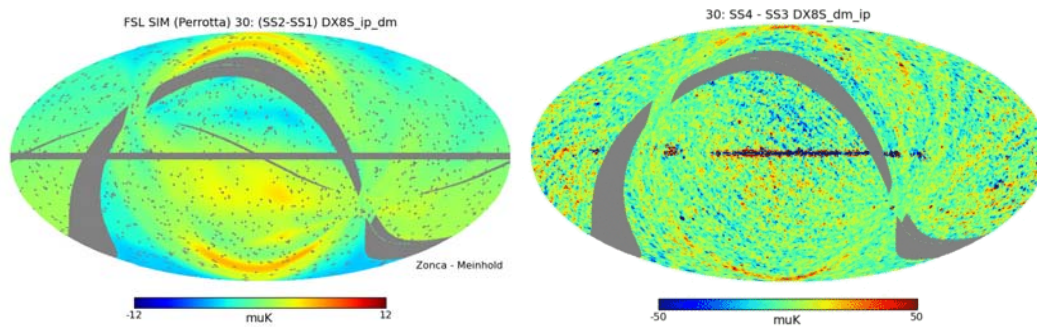 FSL SIM (Perrotta) 30: (SS2-SS1) DX8S_ip_dm
30: SS4 - SS3 DX8S_dm_ip
Zonca - Meinhold
-12 12
muK
-50 50
muK